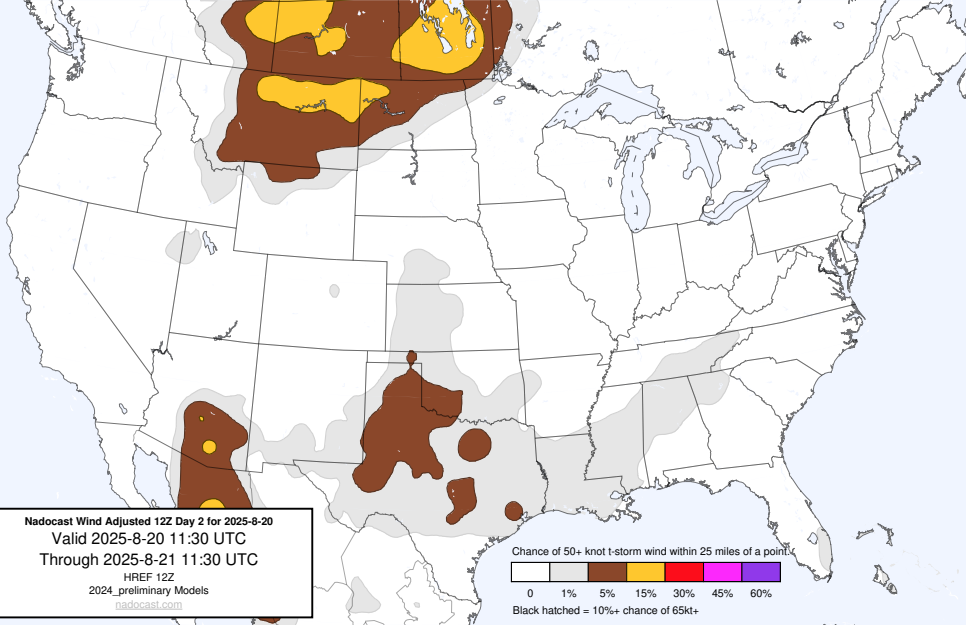 Nadocast Wind Adjusted 12Z Day 2 for 2025-8-20
Valid 2025-8-20 11:30 UTC
Through 2025-8-21 11:30 UTC
HREF 12Z
2024_preliminary Models
nadocast.com
Chance of 50+ knot t-storm wind within 25 miles of a point.
0 1% 5% 15% 30% 45% 60%
Black hatched = 10%+ chance of 65kt+